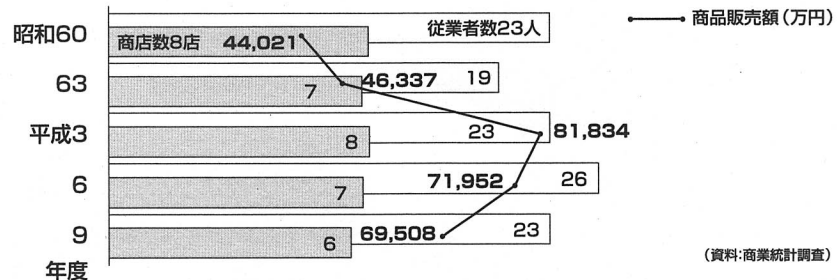 商品販売額(万円)
昭和60 商店数8店 44,021 従業者数23人
63 7 46,337 19
平成3 8 23 81,834
6 7 71,952 26
9 6 69,508 23
年度
(資料:商業統計調査)